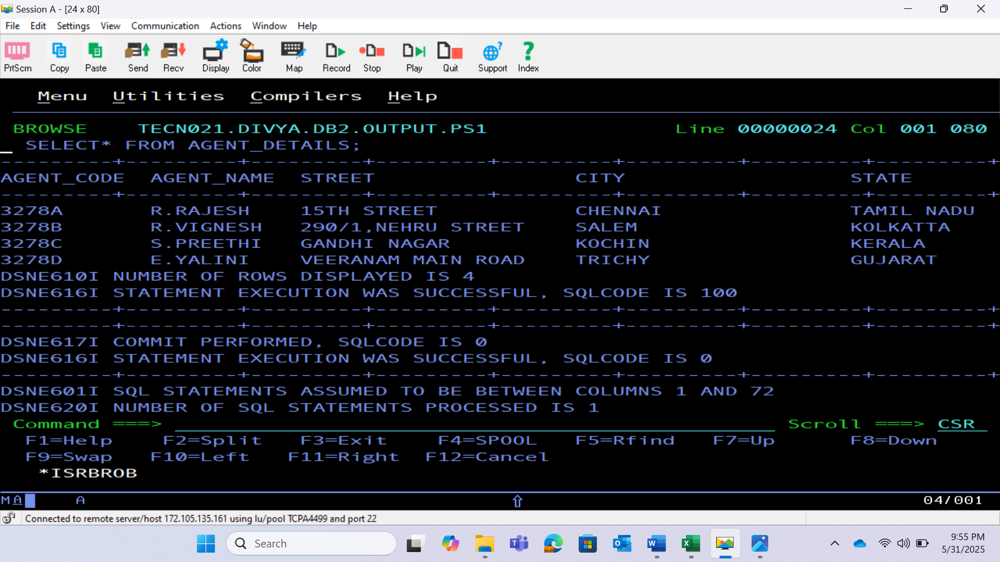 Session A - [24 x 80]
File Edit Settings View Communication Actions Window Help
PrtScrn Copy Paste Send Recv Display Color Map Record Stop Play Quit Support Index
Menu Utilities Compilers Help
BROWSE TECN021.DIVYA.DB2.OUTPUT.PS1 Line 00000024 Col 001 080
SELECT* FROM AGENT_DETAILS;
---------+---------+---------+---------+---------+---------+---------+---------+
AGENT_CODE AGENT_NAME STREET CITY STATE
---------+---------+---------+---------+---------+---------+---------+---------+
3278A R.RAJESH 15TH STREET CHENNAI TAMIL NADU
3278B R.VIGNESH 290/1,NEHRU STREET SALEM KOLKATTA
3278C S.PREETHI GANDHI NAGAR KOCHIN KERALA
3278D E.YALINI VEERANAM MAIN ROAD TRICHY GUJARAT
DSNE610I NUMBER OF ROWS DISPLAYED IS 4
DSNE616I STATEMENT EXECUTION WAS SUCCESSFUL, SQLCODE IS 100
---------+---------+---------+---------+---------+---------+---------+---------+
---------+---------+---------+---------+---------+---------+---------+---------+
DSNE617I COMMIT PERFORMED, SQLCODE IS 0
DSNE616I STATEMENT EXECUTION WAS SUCCESSFUL, SQLCODE IS 0
---------+---------+---------+---------+---------+---------+---------+---------+
DSNE601I SQL STATEMENTS ASSUMED TO BE BETWEEN COLUMNS 1 AND 72
DSNE620I NUMBER OF SQL STATEMENTS PROCESSED IS 1
Command ===> Scroll ===> CSR
F1=Help F2=Split F3=Exit F4=SPOOL F5=Rfind F7=Up F8=Down
F9=Swap F10=Left F11=Right F12=Cancel
*ISRBROB
MA A 04/001
Connected to remote server/host 172.105.135.161 using lu/pool TCPA4499 and port 22
Search
9:55 PM
5/31/2025